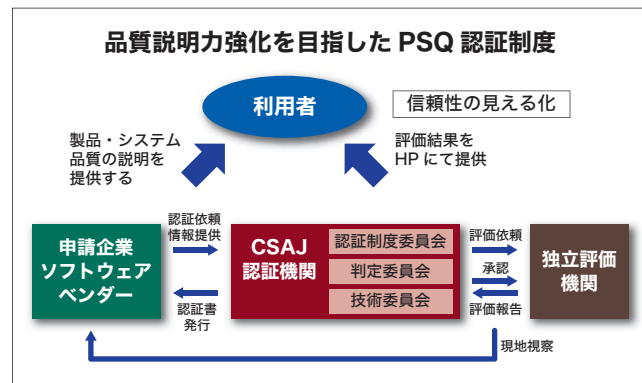 品質説明力強化を目指した PSQ 認証制度
利用者
信頼性の見える化
製品・システム
品質の説明を
提供する
評価結果を
HP にて提供
申請企業
ソフトウェア
ベンダー
認証依頼
情報提供
認証書
発行
CSAJ
認証機関
認証制度委員会
判定委員会
技術委員会
評価依頼
承認
評価報告
独立評価
機関
現地視察